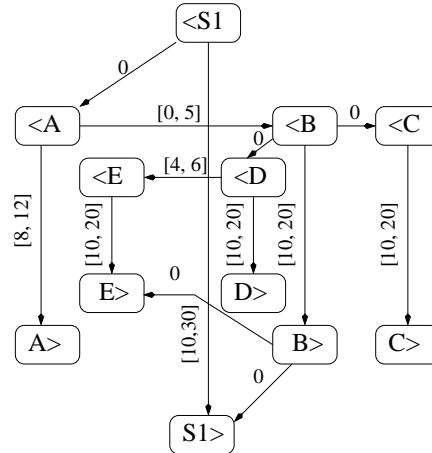 <S1
0
<A
[0, 5]
<B
0
<C
0
<E
[4, 6]
<D
[8, 12]
[10, 20]
[10, 20]
[10, 20]
[10, 20]
E>
0
D>
[10,30]
A>
B>
C>
0
S1>